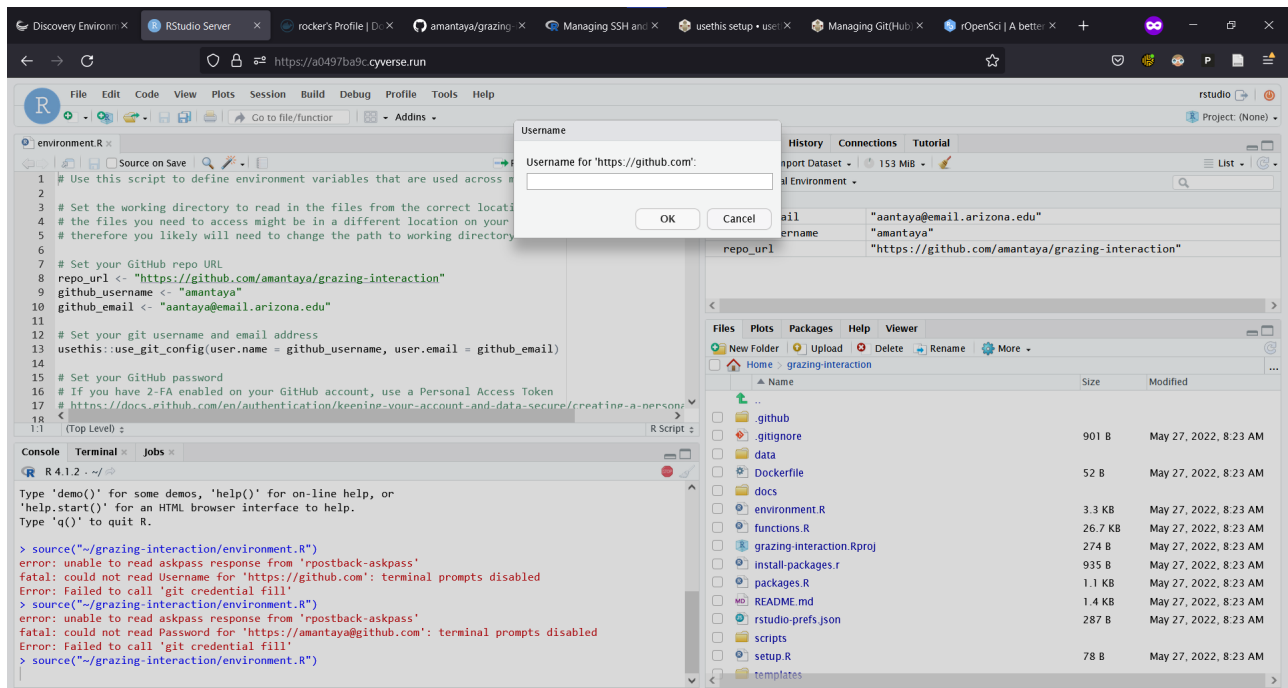 Discovery Environm
RStudio Server
rocker's Profile | Do
amantaya/grazing-
Managing SSH and
usethis setup • uset
Managing Git(Hub)
rOpenSci | A better
https://a0497ba9c.cyverse.run
P
R
File Edit Code View Plots Session Build Debug Profile Tools Help
rstudio
Go to file/functior
Addins
Project: (None)
environment.R
Source on Save
1 # Use this script to define environment variables that are used across m
2
3 # Set the working directory to read in the files from the correct locati
4 # the files you need to access might be in a different location on your
5 # therefore you likely will need to change the path to working directory
6
7 # Set your GitHub repo URL
8 repo_url <- "https://github.com/amantaya/grazing-interaction"
9 github_username <- "amantaya"
10 github_email <- "aantaya@email.arizona.edu"
11
12 # Set your git username and email address
13 usethis::use_git_config(user.name = github_username, user.email = github_email)
14
15 # Set your GitHub password
16 # If you have 2-FA enabled on your GitHub account, use a Personal Access Token
17 # https://docs.github.com/en/authentication/keeping-your-account-and-data-secure/creating-a-persona
18
1:1 (Top Level)
R Script
Username
Username for 'https://github.com':
OK Cancel
History Connections Tutorial
mport Dataset 153 MiB
List
al Environment
ail "aantaya@email.arizona.edu"
ername "amantaya"
repo_url "https://github.com/amantaya/grazing-interaction"
Console Terminal Jobs
R 4.1.2 . ~/
Type 'demo()' for some demos, 'help()' for on-line help, or
'help.start()' for an HTML browser interface to help.
Type 'q()' to quit R.
> source("~/grazing-interaction/environment.R")
error: unable to read askpass response from 'rpostback-askpass'
fatal: could not read Username for 'https://github.com': terminal prompts disabled
Error: Failed to call 'git credential fill'
> source("~/grazing-interaction/environment.R")
error: unable to read askpass response from 'rpostback-askpass'
fatal: could not read Password for 'https://amantaya@github.com': terminal prompts disabled
Error: Failed to call 'git credential fill'
> source("~/grazing-interaction/environment.R")
Files Plots Packages Help Viewer
New Folder Upload Delete Rename More
Home > grazing-interaction
Name Size Modified
..
.github
.gitignore 901 B May 27, 2022, 8:23 AM
data
Dockerfile 52 B May 27, 2022, 8:23 AM
docs
environment.R 3.3 KB May 27, 2022, 8:23 AM
functions.R 26.7 KB May 27, 2022, 8:23 AM
grazing-interaction.Rproj 274 B May 27, 2022, 8:23 AM
install-packages.r 935 B May 27, 2022, 8:23 AM
packages.R 1.1 KB May 27, 2022, 8:23 AM
README.md 1.4 KB May 27, 2022, 8:23 AM
rstudio-prefs.json 287 B May 27, 2022, 8:23 AM
scripts
setup.R 78 B May 27, 2022, 8:23 AM
templates